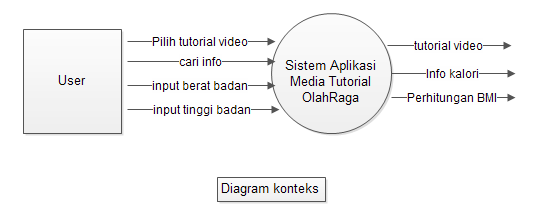 User
Pilih tutorial video
cari info
input berat badan
input tinggi badan
Sistem Aplikasi
Media Tutorial
OlahRaga
tutorial video
Info kalori
Perhitungan BMI
Diagram konteks